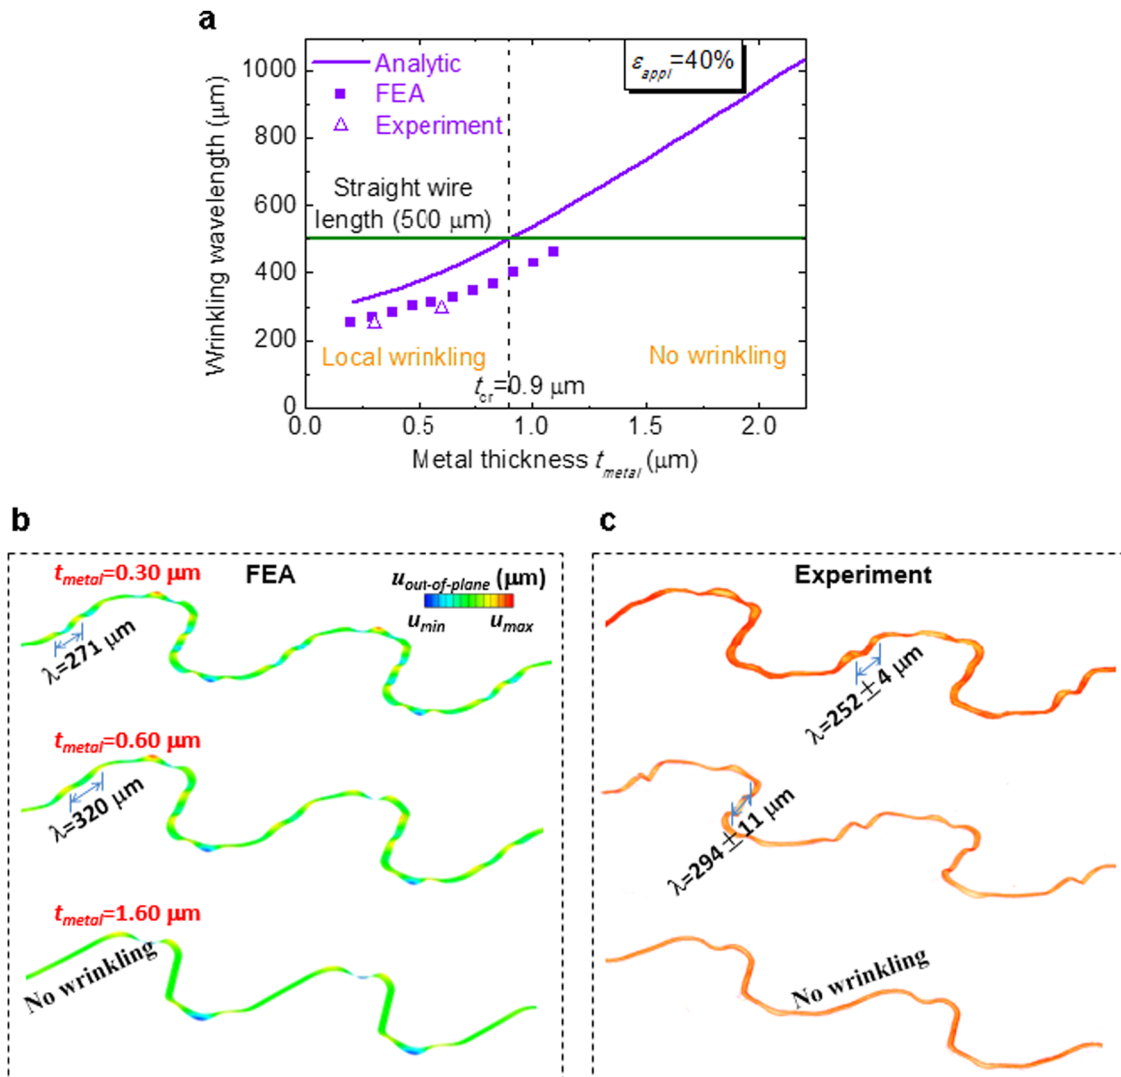 a
1000
800
600
400
200
0
Wrinkling wavelength (μm)
Analytic
FEA
Experiment
ε_appl=40%
Straight wire
length (500 μm)
Local wrinkling
No wrinkling
t_cr=0.9 μm
0.0 0.5 1.0 1.5 2.0
Metal thickness t_metal (μm)
b
t_metal=0.30 μm
FEA
u_out-of-plane (μm)
u_min u_max
λ=271 μm
t_metal=0.60 μm
λ=320 μm
t_metal=1.60 μm
No wrinkling
c
Experiment
λ=252±4 μm
λ=294±11 μm
No wrinkling